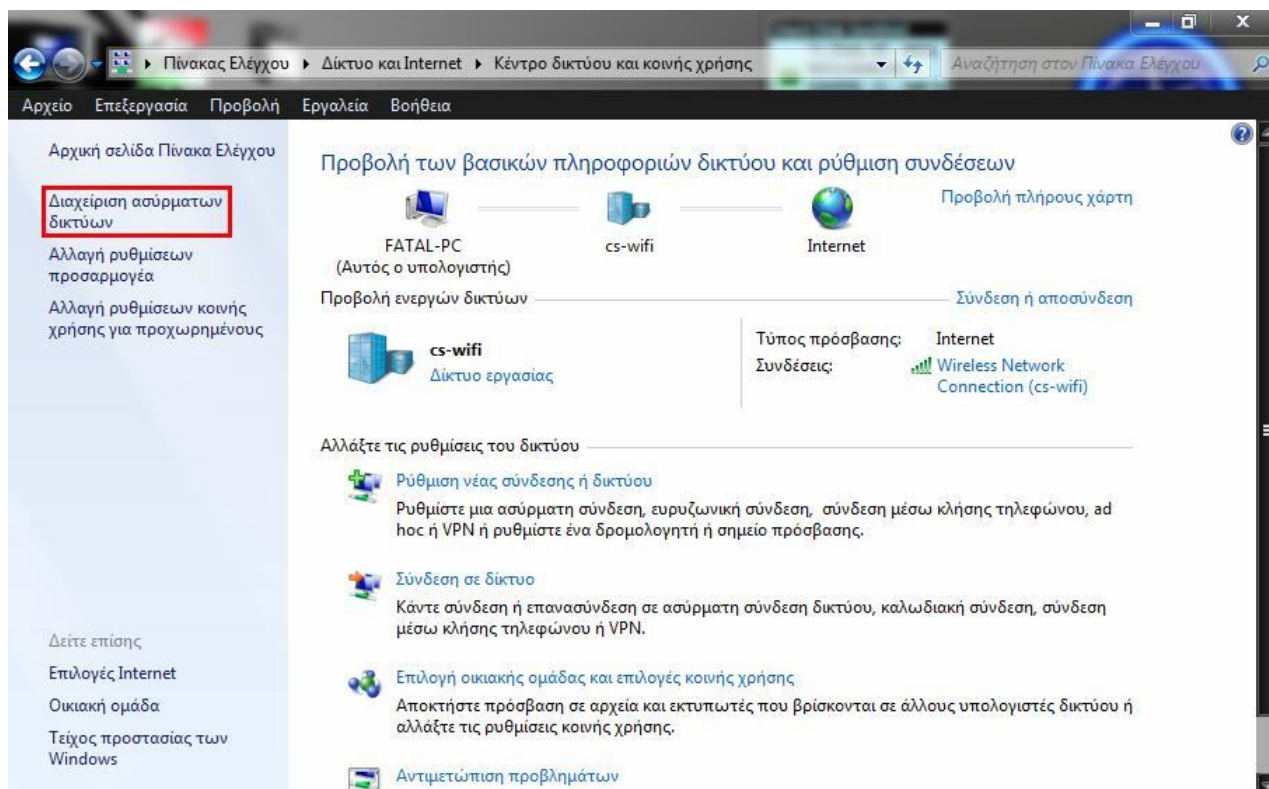 Πίνακας Ελέγχου ▸ Δίκτυο και Internet ▸ Κέντρο δικτύου και κοινής χρήσης
Αναζήτηση στον Πίνακα Ελέγχου
Αρχείο Επεξεργασία Προβολή Εργαλεία Βοήθεια
Αρχική σελίδα Πίνακα Ελέγχου
Διαχείριση ασύρματων
δικτύων
Αλλαγή ρυθμίσεων
προσαρμογέα
Αλλαγή ρυθμίσεων κοινής
χρήσης για προχωρημένους
Δείτε επίσης
Επιλογές Internet
Οικιακή ομάδα
Τείχος προστασίας των
Windows
Προβολή των βασικών πληροφοριών δικτύου και ρύθμιση συνδέσεων
Προβολή πλήρους χάρτη
FATAL-PC cs-wifi Internet
(Αυτός ο υπολογιστής)
Προβολή ενεργών δικτύων Σύνδεση ή αποσύνδεση
cs-wifi
Δίκτυο εργασίας
Τύπος πρόσβασης: Internet
Συνδέσεις: Wireless Network
Connection (cs-wifi)
Αλλάξτε τις ρυθμίσεις του δικτύου
Ρύθμιση νέας σύνδεσης ή δικτύου
Ρυθμίστε μια ασύρματη σύνδεση, ευρυζωνική σύνδεση, σύνδεση μέσω κλήσης τηλεφώνου, ad
hoc ή VPN ή ρυθμίστε ένα δρομολογητή ή σημείο πρόσβασης.
Σύνδεση σε δίκτυο
Κάντε σύνδεση ή επανασύνδεση σε ασύρματη σύνδεση δικτύου, καλωδιακή σύνδεση, σύνδεση
μέσω κλήσης τηλεφώνου ή VPN.
Επιλογή οικιακής ομάδας και επιλογές κοινής χρήσης
Αποκτήστε πρόσβαση σε αρχεία και εκτυπωτές που βρίσκονται σε άλλους υπολογιστές δικτύου ή
αλλάξτε τις ρυθμίσεις κοινής χρήσης.
Αντιμετώπιση προβλημάτων